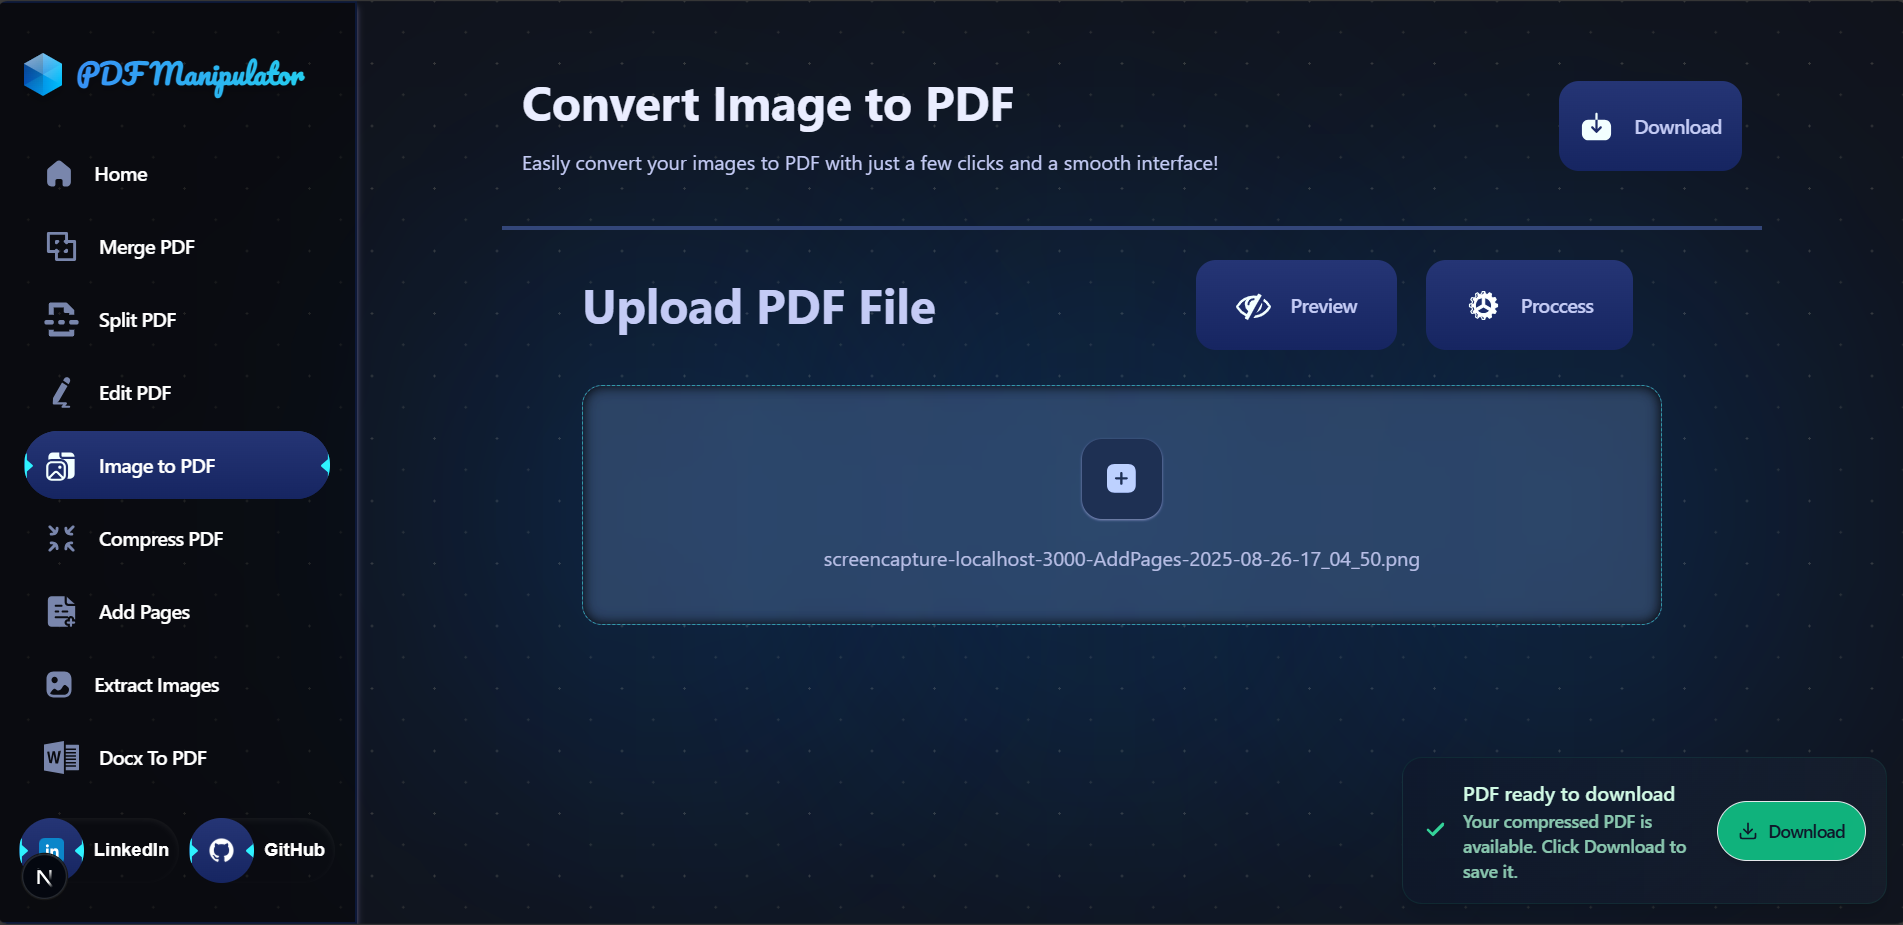 PDFManipulator
Home
Merge PDF
Split PDF
Edit PDF
Image to PDF
Compress PDF
Add Pages
Extract Images
W
Docx To PDF
in
LinkedIn
GitHub
N
Convert Image to PDF
Easily convert your images to PDF with just a few clicks and a smooth interface!
Download
Upload PDF File
Preview
Proccess
screencapture-localhost-3000-AddPages-2025-08-26-17_04_50.png
PDF ready to download
Your compressed PDF is
available. Click Download to
save it.
Download